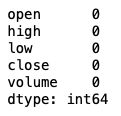 open      0
high      0
low       0
close     0
volume    0
dtype: int64